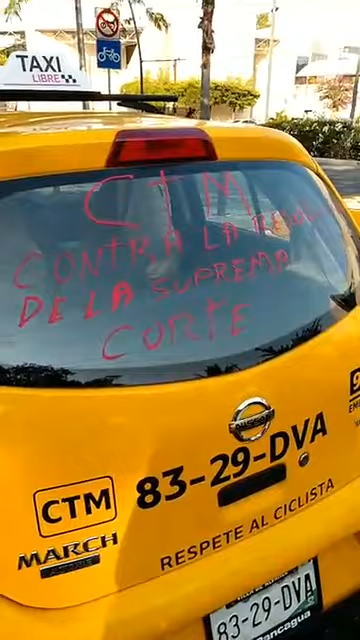 TAXI
LIBRE
CTM
CONTRA LA
DE LA SUPREMA
CORTE
NISSAN
83-29-DVA
CTM
MARCH
RESPETE AL CICLISTA
83-29-DVA